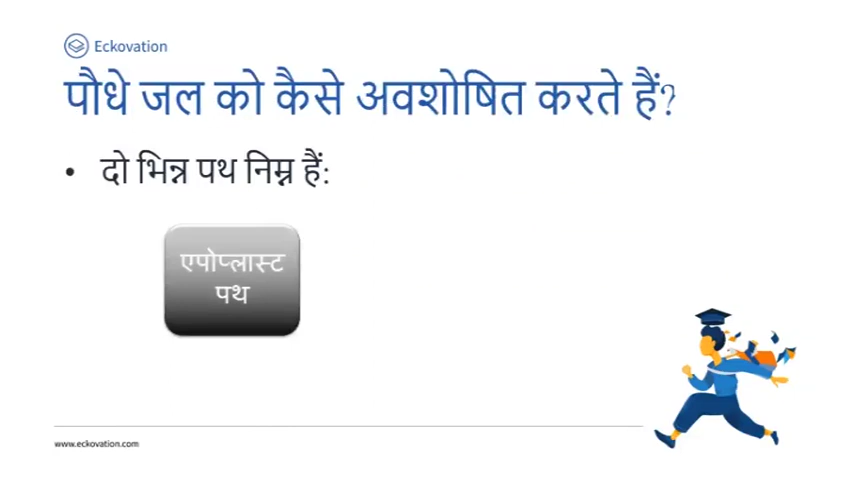 Eckovation
पौधे जल को कैसे अवशोषित करते हैं?
• दो भिन्न पथ निम्न हैं:
एपोप्लास्ट
पथ
www.eckovation.com